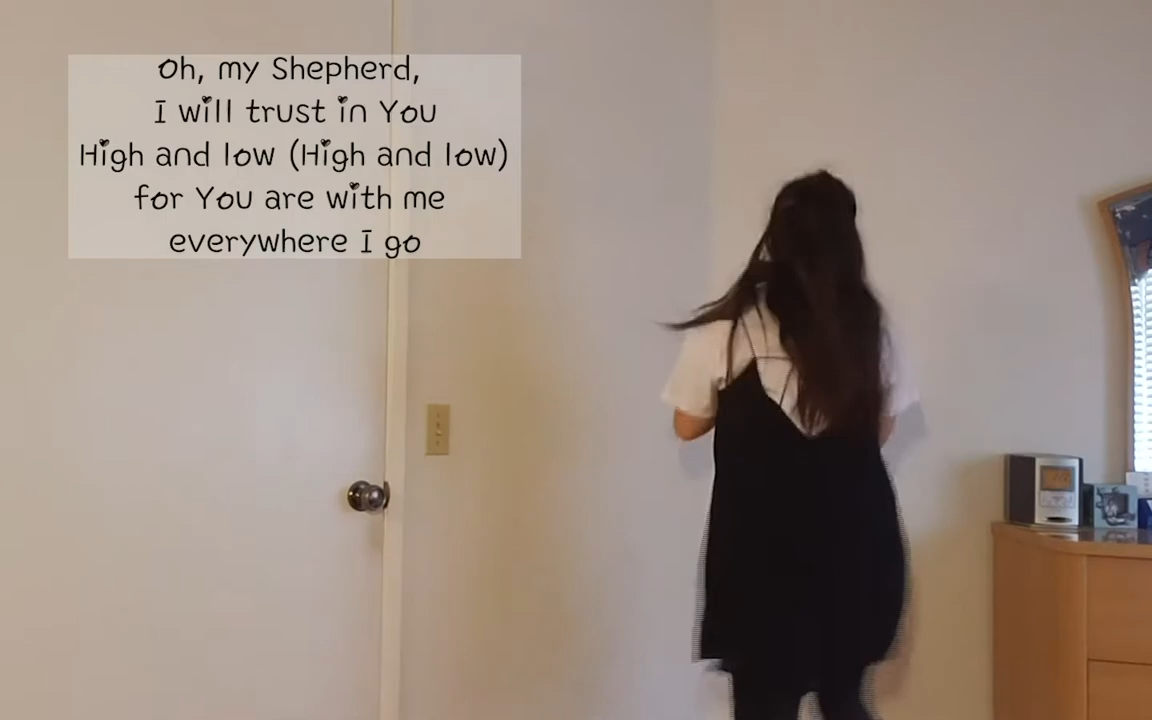 Oh, my Shepherd,
I will trust in You
High and low (High and low)
for You are with me
everywhere I go